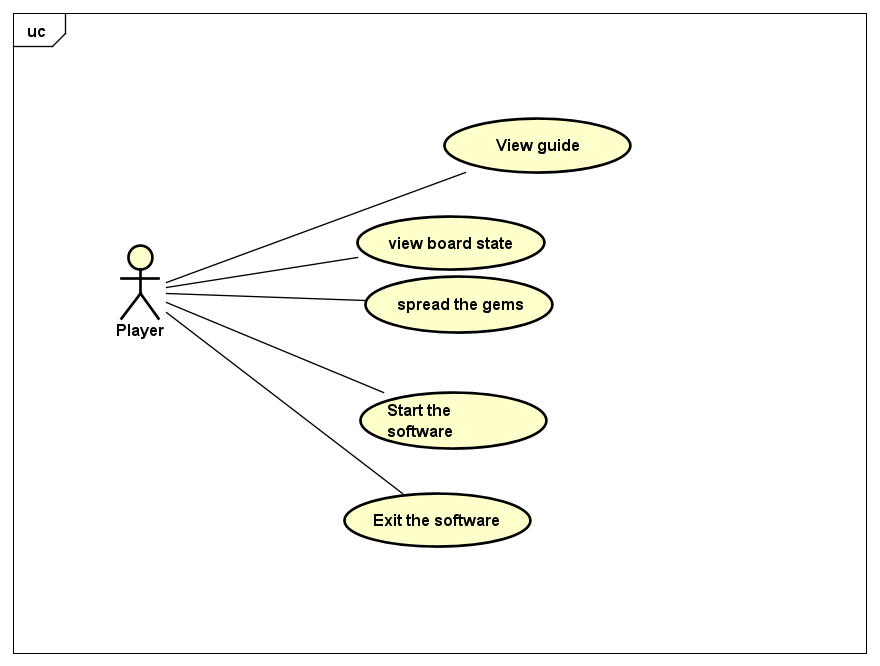 uc
View guide
view board state
spread the gems
Player
Start the
software
Exit the software